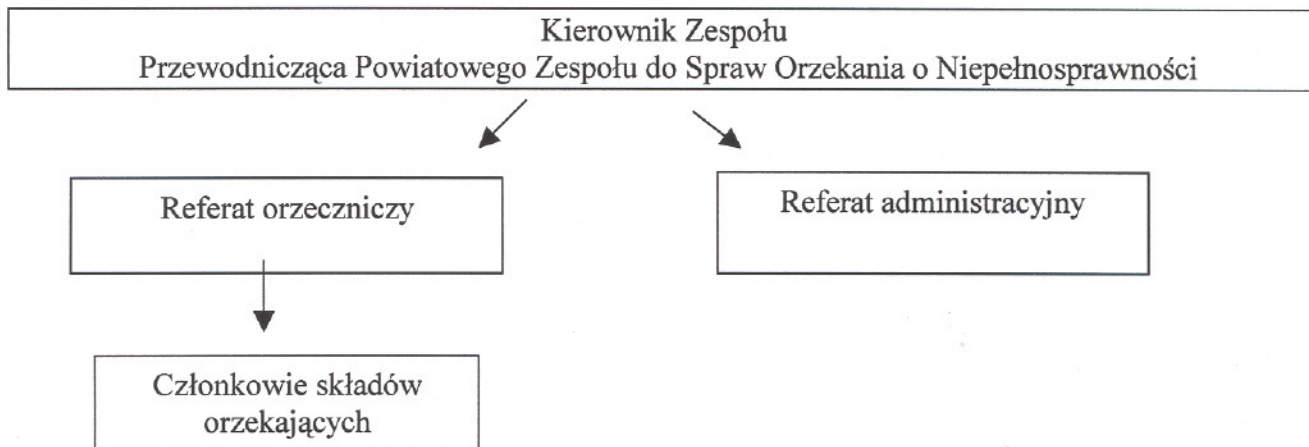 Kierownik Zespołu
Przewodnicząca Powiatowego Zespołu do Spraw Orzekania o Niepełnosprawności
Referat orzeczniczy
Referat administracyjny
Członkowie składów
orzekających